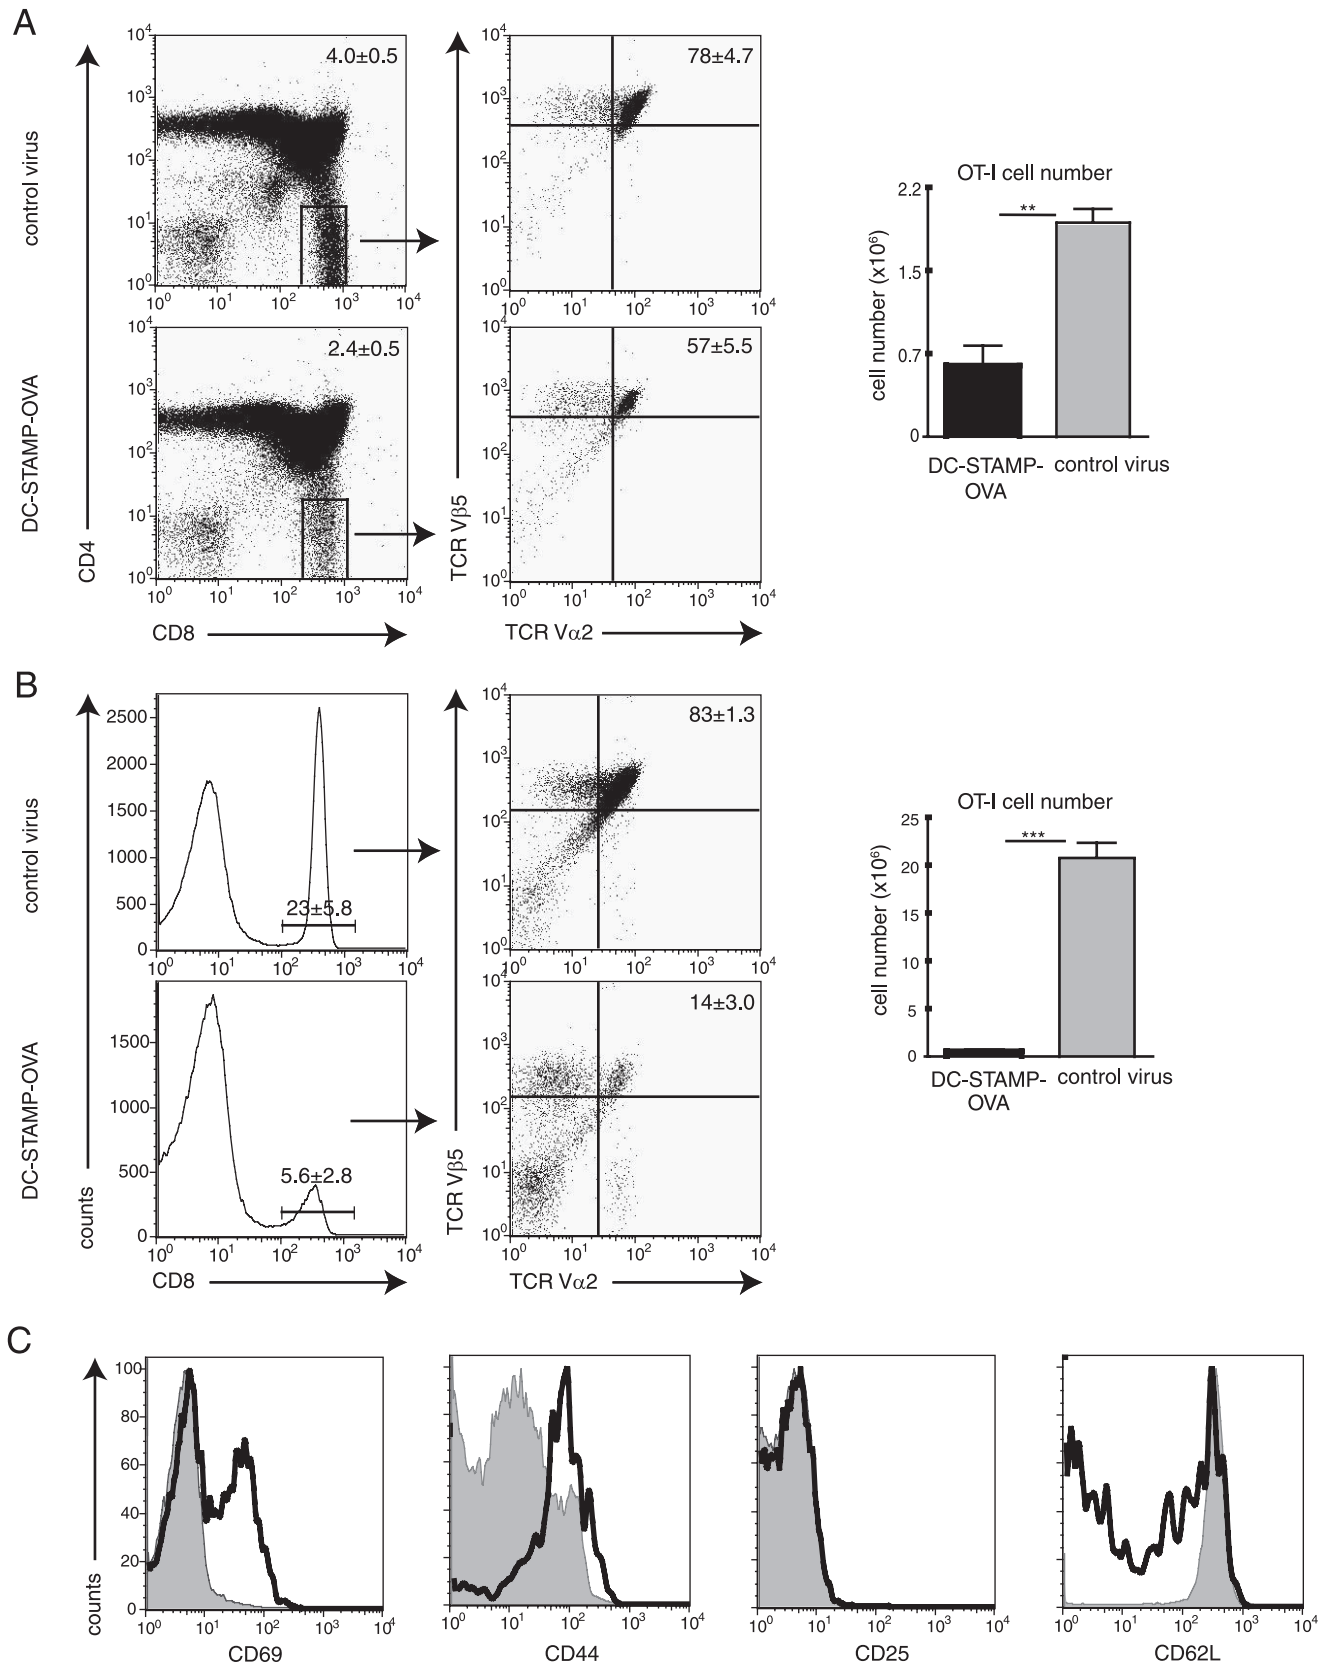 A
control virus
DC-STAMP-OVA
CD4
10⁴
10³
10²
10¹
10⁰
4.0±0.5
10⁰ 10¹ 10² 10³ 10⁴
10⁴
10³
10²
10¹
10⁰
2.4±0.5
10⁰ 10¹ 10² 10³ 10⁴
CD8
TCR Vβ5
10⁴
10³
10²
10¹
10⁰
78±4.7
10⁰ 10¹ 10² 10³ 10⁴
10⁴
10³
10²
10¹
10⁰
57±5.5
10⁰ 10¹ 10² 10³ 10⁴
TCR Vα2
OT-I cell number
cell number (x10⁶)
2.2
1.5
0.7
0
**
DC-STAMP-
OVA
control virus
B
control virus
DC-STAMP-OVA
counts
2500
2000
1500
1000
500
0
23±5.8
10⁰ 10¹ 10² 10³ 10⁴
1500
1000
500
0
5.6±2.8
10⁰ 10¹ 10² 10³ 10⁴
CD8
TCR Vβ5
10⁴
10³
10²
10¹
10⁰
83±1.3
10⁰ 10¹ 10² 10³ 10⁴
10⁴
10³
10²
10¹
10⁰
14±3.0
10⁰ 10¹ 10² 10³ 10⁴
TCR Vα2
OT-I cell number
cell number (x10⁶)
25
20
15
10
5
0
***
DC-STAMP-
OVA
control virus
C
counts
100
80
60
40
20
0
10⁰ 10¹ 10² 10³ 10⁴
CD69
10⁰ 10¹ 10² 10³ 10⁴
CD44
10⁰ 10¹ 10² 10³ 10⁴
CD25
10⁰ 10¹ 10² 10³ 10⁴
CD62L